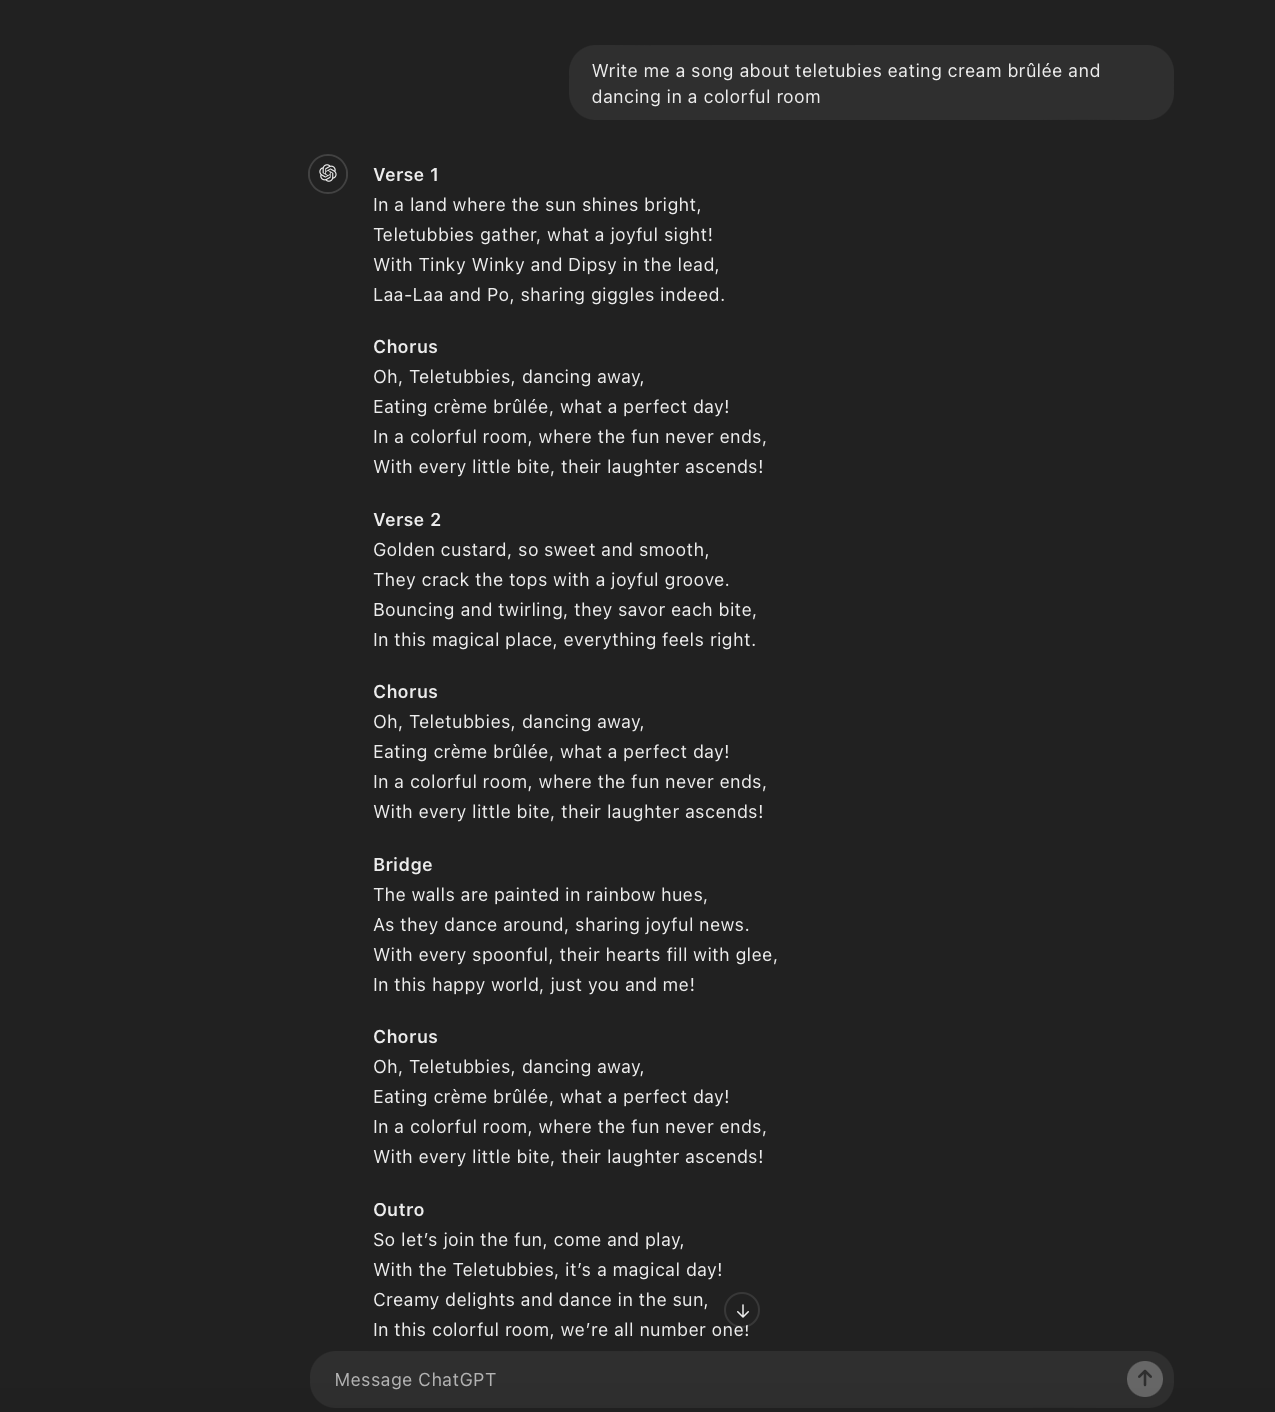 Write me a song about teletubies eating cream brûlée and
dancing in a colorful room
Verse 1
In a land where the sun shines bright,
Teletubbies gather, what a joyful sight!
With Tinky Winky and Dipsy in the lead,
Laa-Laa and Po, sharing giggles indeed.
Chorus
Oh, Teletubbies, dancing away,
Eating crème brûlée, what a perfect day!
In a colorful room, where the fun never ends,
With every little bite, their laughter ascends!
Verse 2
Golden custard, so sweet and smooth,
They crack the tops with a joyful groove.
Bouncing and twirling, they savor each bite,
In this magical place, everything feels right.
Chorus
Oh, Teletubbies, dancing away,
Eating crème brûlée, what a perfect day!
In a colorful room, where the fun never ends,
With every little bite, their laughter ascends!
Bridge
The walls are painted in rainbow hues,
As they dance around, sharing joyful news.
With every spoonful, their hearts fill with glee,
In this happy world, just you and me!
Chorus
Oh, Teletubbies, dancing away,
Eating crème brûlée, what a perfect day!
In a colorful room, where the fun never ends,
With every little bite, their laughter ascends!
Outro
So let’s join the fun, come and play,
With the Teletubbies, it’s a magical day!
Creamy delights and dance in the sun,
In this colorful room, we’re all number one!
Message ChatGPT